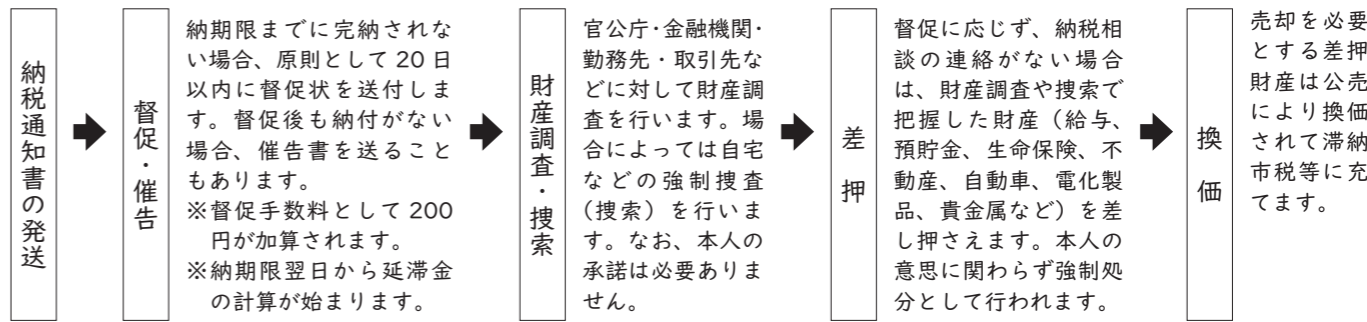 納税通知書の発送
督促・催告
納期限までに完納されな
い場合、原則として 20 日
以内に督促状を送付しま
す。督促後も納付がない
場合、催告書を送ること
もあります。
※督促手数料として 200
円が加算されます。
※納期限翌日から延滞金
の計算が始まります。
財産調査・捜索
官公庁・金融機関・
勤務先・取引先な
どに対して財産調
査を行います。場
合によっては自宅
などの強制捜査
(捜索)を行いま
す。なお、本人の
承諾は必要ありま
せん。
差押
督促に応じず、納税相
談の連絡がない場合
は、財産調査や捜索で
把握した財産(給与、
預貯金、生命保険、不
動産、自動車、電化製
品、貴金属など)を差
し押さえます。本人の
意思に関わらず強制処
分として行われます。
換価
売却を必要
とする差押
財産は公売
により換価
されて滞納
市税等に充
てます。